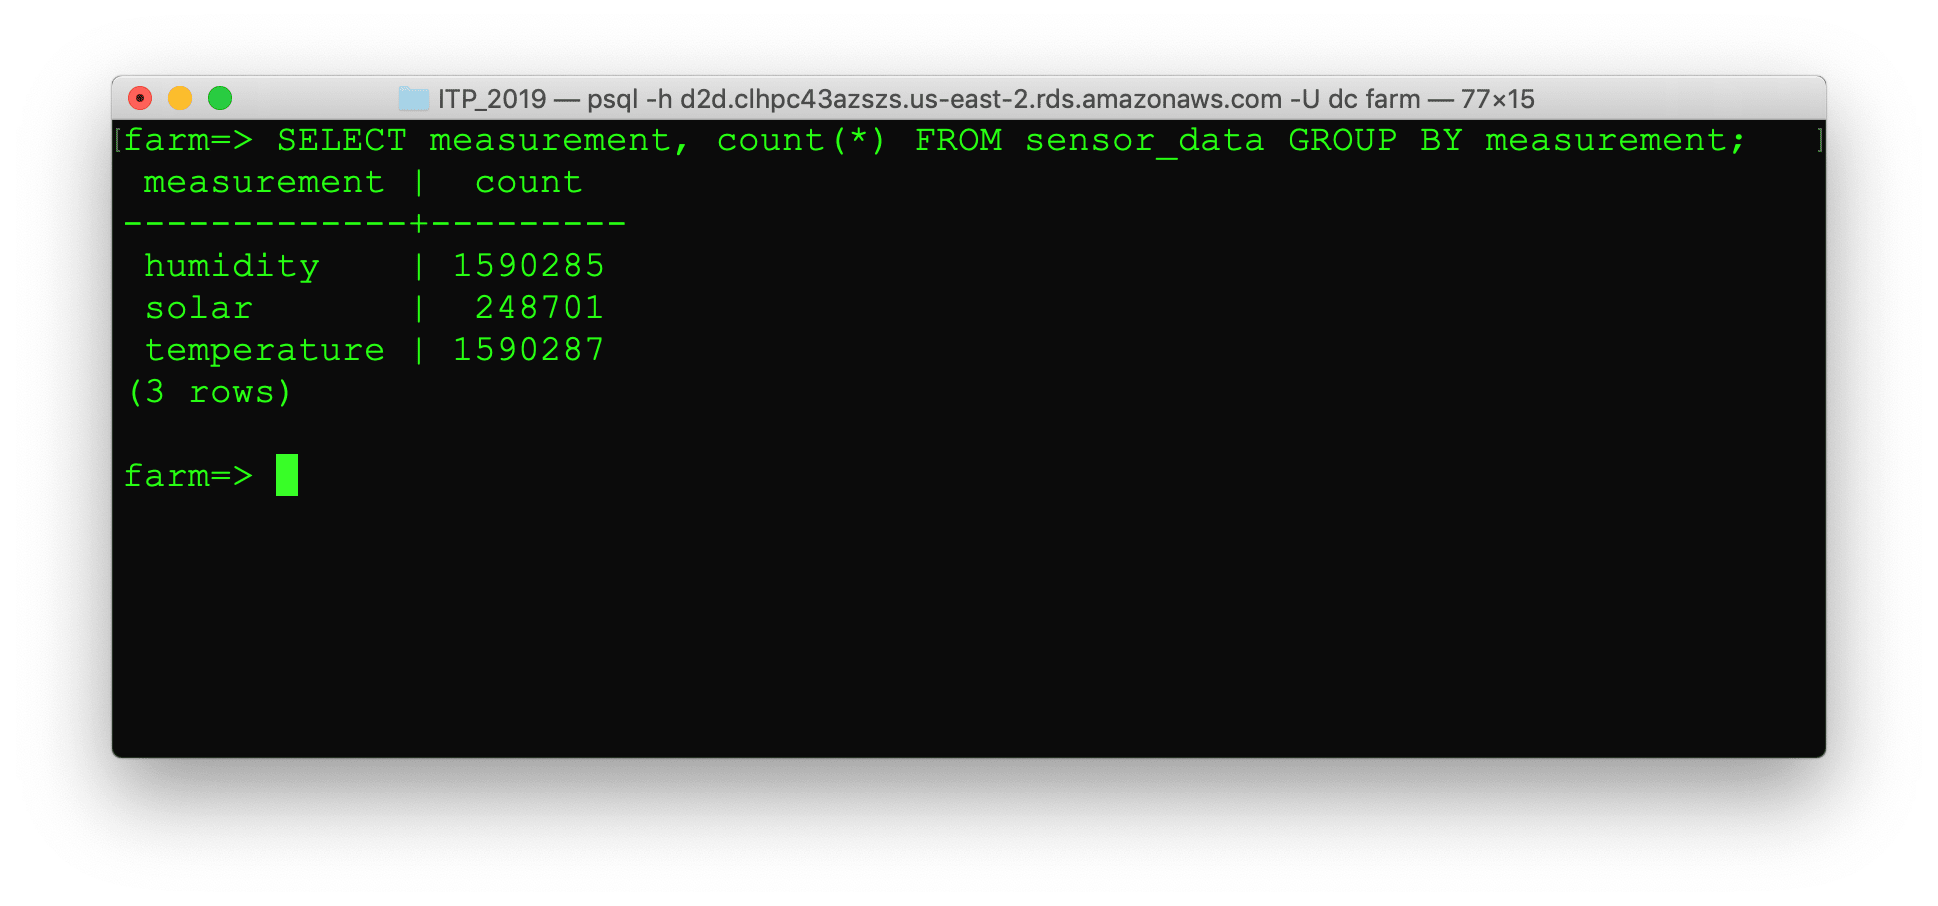 ITP_2019 — psql -h d2d.clhpc43azszs.us-east-2.rds.amazonaws.com -U dc farm — 77×15
[farm=> SELECT measurement, count(*) FROM sensor_data GROUP BY measurement; ]
 measurement |  count
-------------+---------
 humidity    | 1590285
 solar       |  248701
 temperature | 1590287
(3 rows)
farm=>